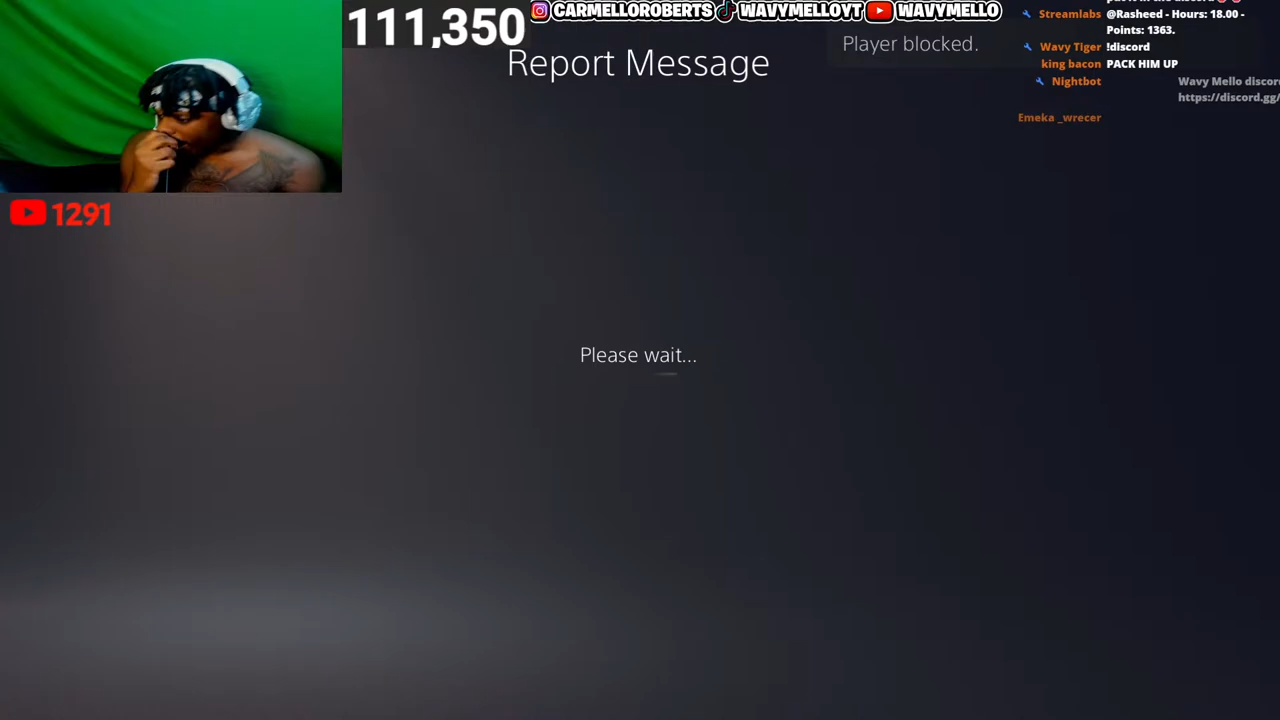 111,350
CARMELLOROBERTS WAVYMELLOYT WAVYMELLO
Report Message
Player blocked.
Streamlabs @Rasheed - Hours: 18.00 -
Points: 1363.
Wavy Tiger !discord
king bacon PACK HIM UP
Nightbot Wavy Mello discor
https://discord.gg/
Emeka _wrecer
1291
Please wait...